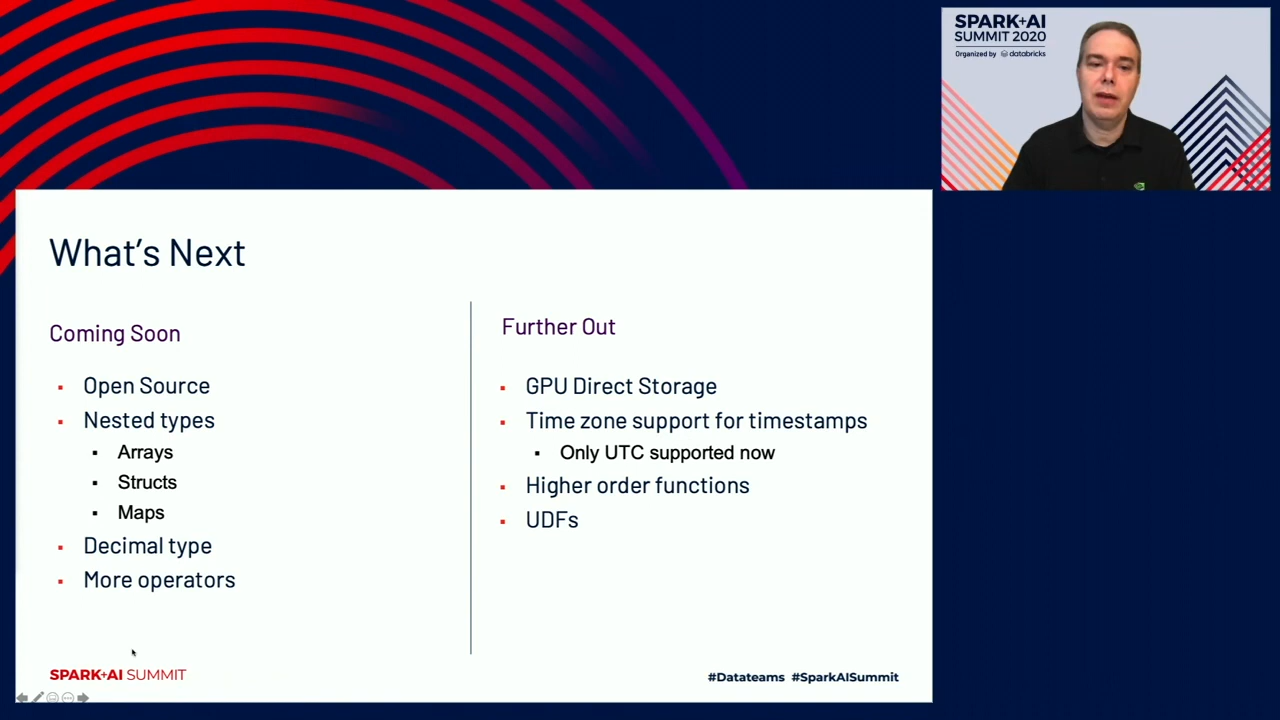 SPARK+AI
SUMMIT 2020
Organized by databricks
What's Next
Coming Soon
Open Source
Nested types
Arrays
Structs
Maps
Decimal type
More operators
Further Out
GPU Direct Storage
Time zone support for timestamps
Only UTC supported now
Higher order functions
UDFs
SPARK+AI SUMMIT
#Datateams #SparkAISummit